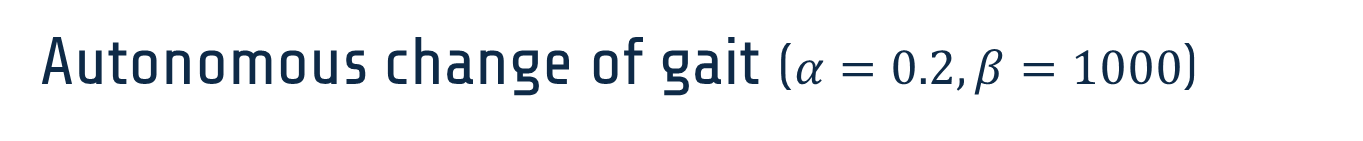 Autonomous change of gait (𝛼 = 0.2, 𝛽 = 1000)